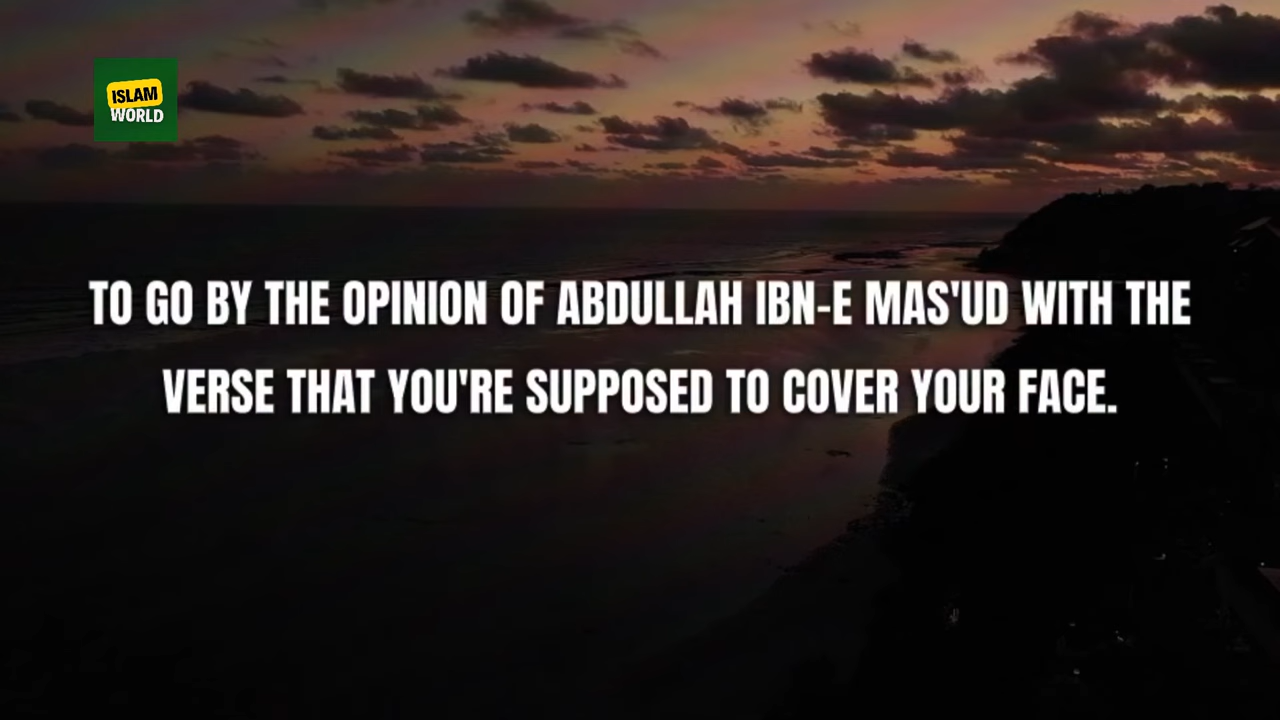 ISLAM
WORLD
TO GO BY THE OPINION OF ABDULLAH IBN-E MAS'UD WITH THE
VERSE THAT YOU'RE SUPPOSED TO COVER YOUR FACE.